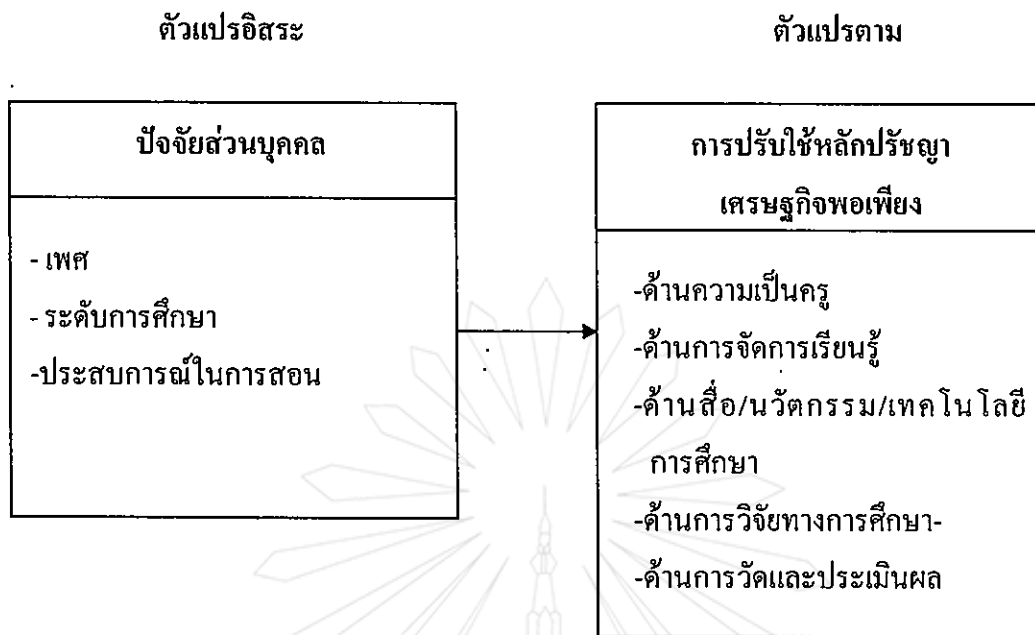 ตัวแปรอิสระ
ตัวแปรตาม
ปัจจัยส่วนบุคคล
- เพศ
- ระดับการศึกษา
-ประสบการณ์ในการสอน
การปรับใช้หลักปรัชญา
เศรษฐกิจพอเพียง
-ด้านความเป็นครู
-ด้านการจัดการเรียนรู้
-ด้านสื่อ/นวัตกรรม/เทคโนโลยี
การศึกษา
-ด้านการวิจัยทางการศึกษา-
-ด้านการวัดและประเมินผล